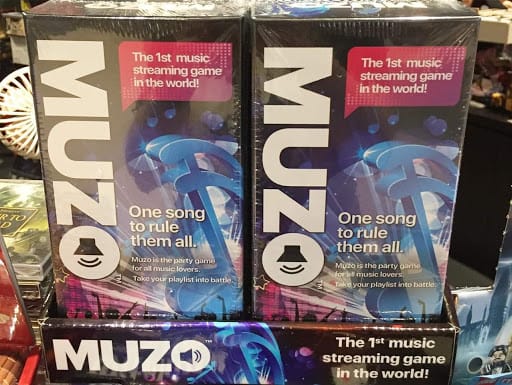 MUZO
The 1st music
streaming game
in the world!
One song
to rule
them all.
Muzo is the party game
for all music lovers.
Take your playlist into battle.
TM
MUZO
The 1st music
streaming game
in the world!
One song
to rule
them all.
Muzo is the party game
for all music lovers.
Take your playlist into battle.
TM
MUZO™
The 1st music
streaming game
in the world!